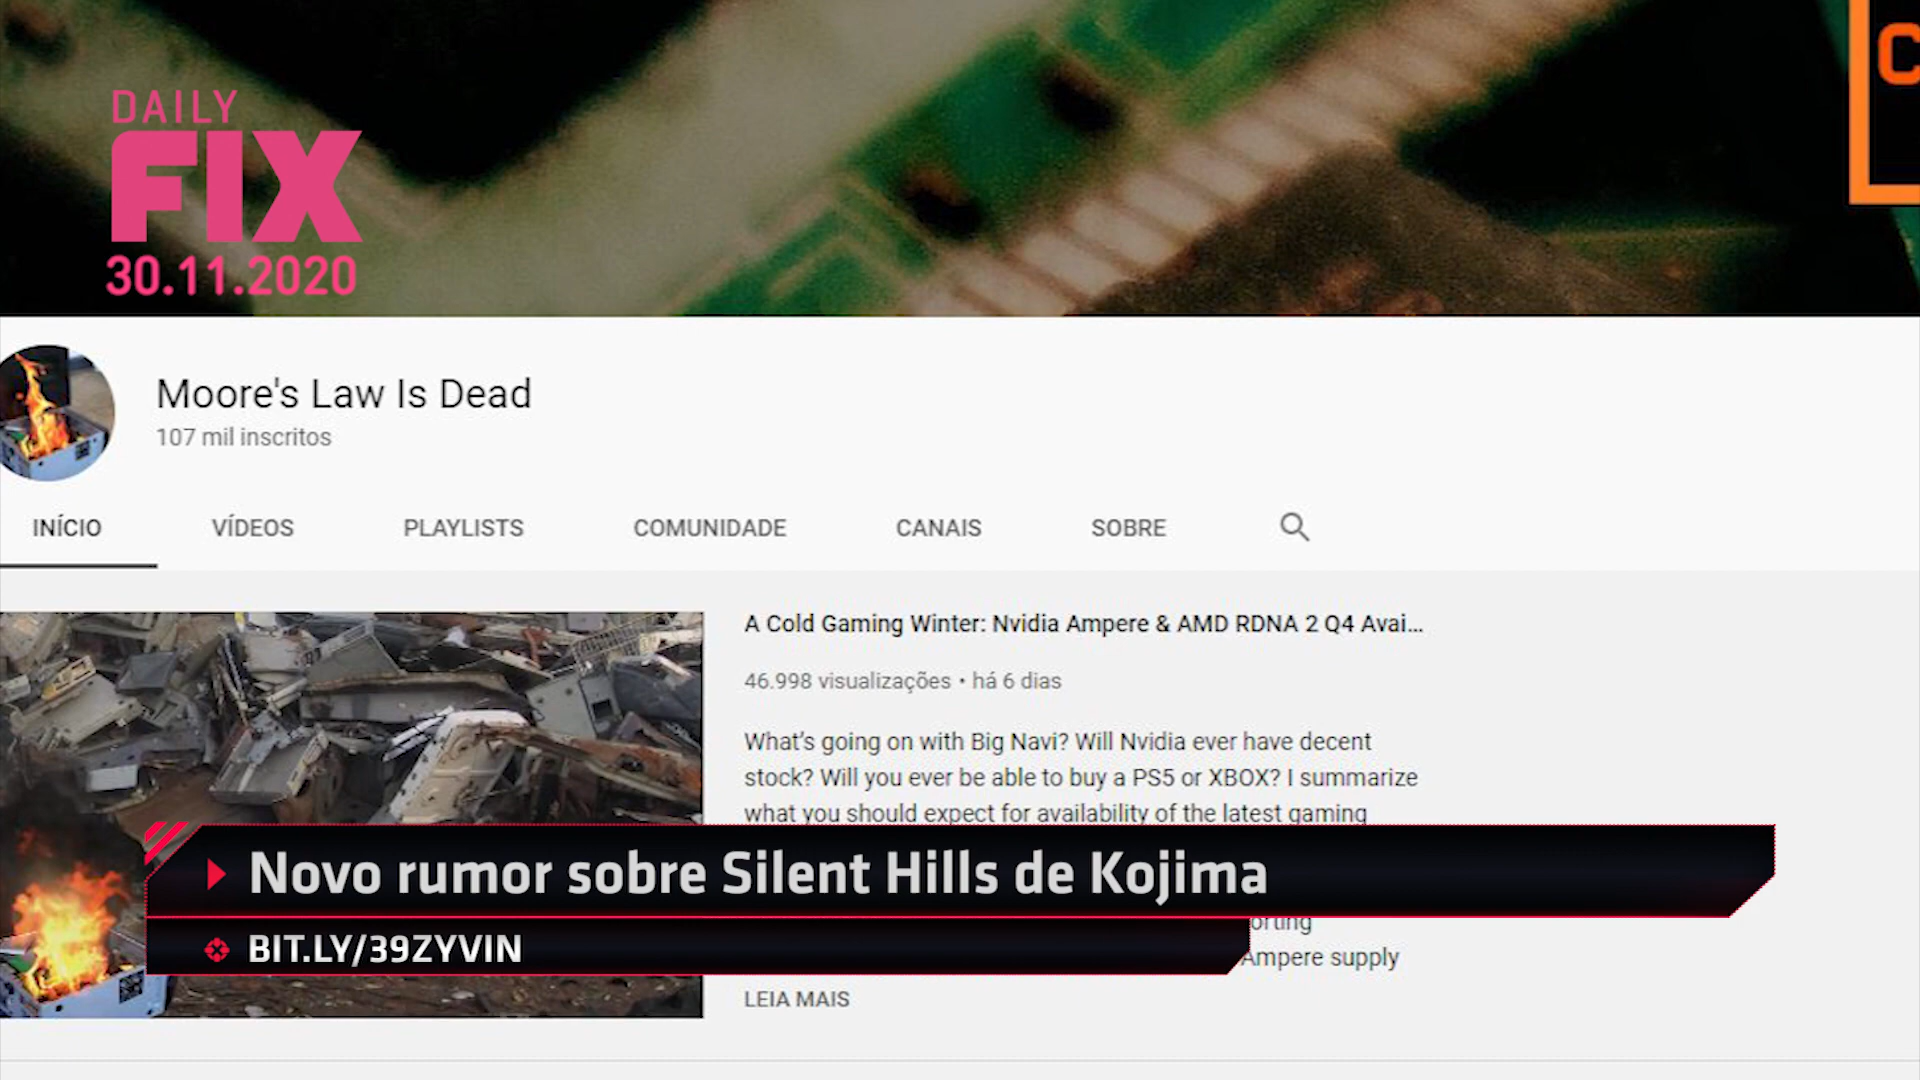 DAILY
FIX
30.11.2020
C
Moore's Law Is Dead
107 mil inscritos
INÍCIO VÍDEOS PLAYLISTS COMUNIDADE CANAIS SOBRE
A Cold Gaming Winter: Nvidia Ampere & AMD RDNA 2 Q4 Avai...
46.998 visualizações • há 6 dias
What's going on with Big Navi? Will Nvidia ever have decent
stock? Will you ever be able to buy a PS5 or XBOX? I summarize
what you should expect for availability of the latest gaming
Novo rumor sobre Silent Hills de Kojima
BIT.LY/39ZYVIN
Ampere supply
LEIA MAIS